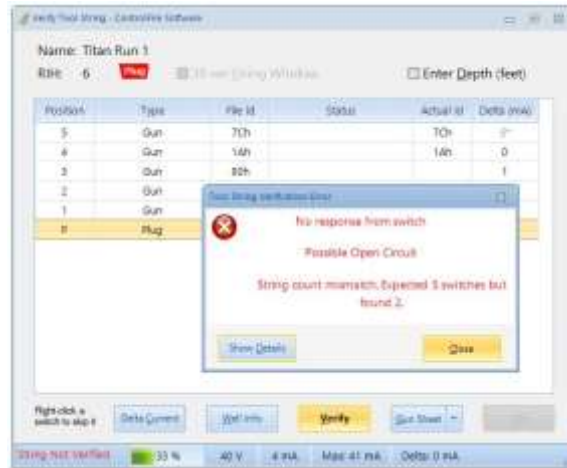 Verify Tool String - ControlFire Software
Name: Titan Run 1
Rate: 6 Plug Enter Depth (feet)
Position Type File Id Status Actual Id Delta (mA)
5 Gun 7Ch 7Ch
4 Gun 1Ah 1Ah 0
3 Gun 80h 1
2 Gun
1 Gun
Plug
Tool String Verification Error
No response from switch
Possible Open Circuit
String count mismatch. Expected 5 switches but
found 2.
Show Details Close
Right-click a
switch to skip it
Delta Current Well Info Verify Gun Sheet
String Not Verified 33 % 40 V 4 mA Max: 41 mA Delta: 0 mA